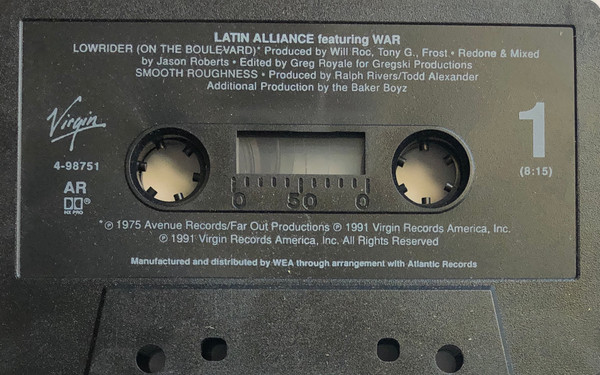 LATIN ALLIANCE featuring WAR
LOWRIDER (ON THE BOULEVARD)* Produced by Will Roc, Tony G., Frost • Redone & Mixed
by Jason Roberts • Edited by Greg Royale for Gregski Productions
SMOOTH ROUGHNESS • Produced by Ralph Rivers/Todd Alexander
Additional Production by the Baker Boyz
Virgin
1
4-98751
(8:15)
AR
HX PRO
0 50 0
*℗ 1975 Avenue Records/Far Out Productions ℗ 1991 Virgin Records America, Inc.
℗ 1991 Virgin Records America, Inc. All Rights Reserved
Manufactured and distributed by WEA through arrangement with Atlantic Records